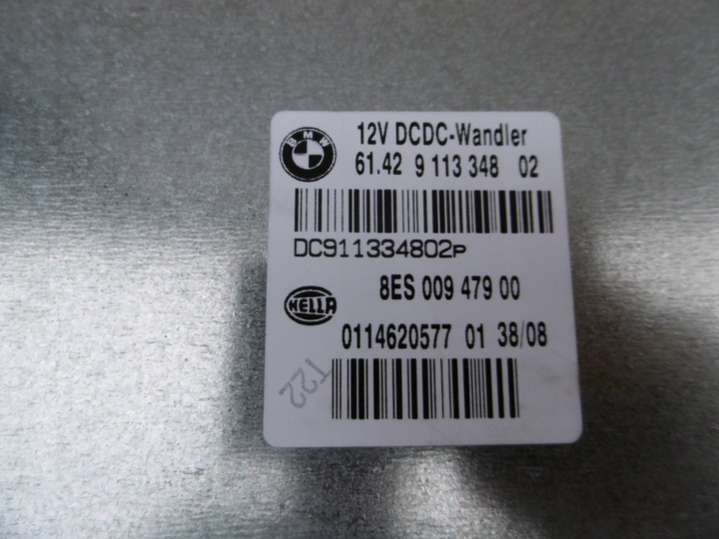 BMW
12V DCDC-Wandler
61.42 9 113 348 02
DC911334802P
8ES 009 479 00
HELLA
0114620577 01 38/08
T22